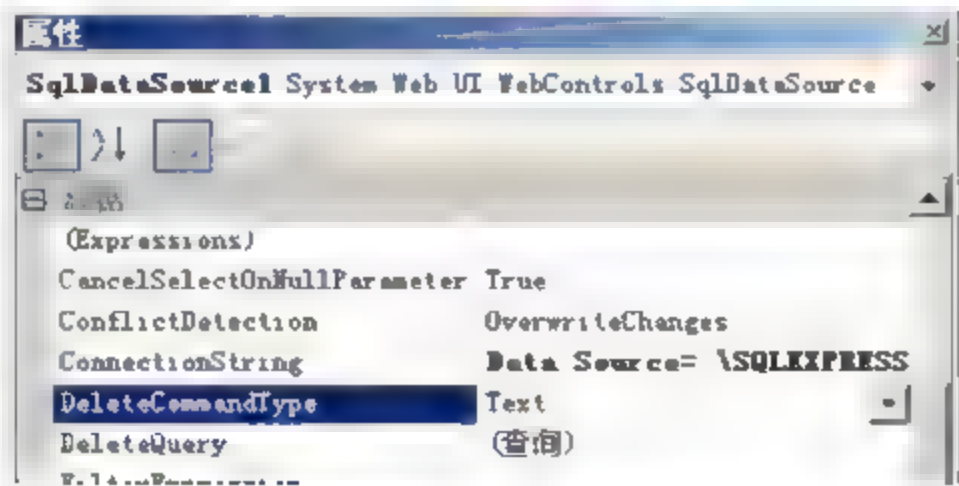 属性
SqlDataSource1 System Web UI WebControls SqlDataSource
(Expressions)
CancelSelectOnNullParameter True
ConflictDetection OverwriteChanges
ConnectionString Data Source= \SQLEXPRESS
DeleteCommandType Text
DeleteQuery (查询)